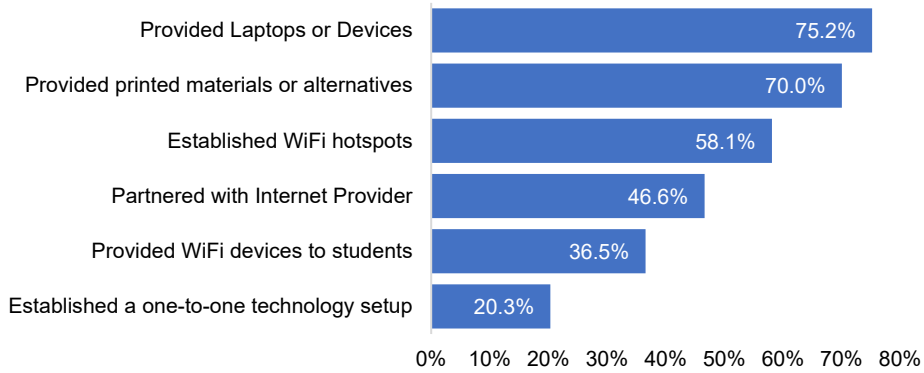 Provided Laptops or Devices 75.2%
Provided printed materials or alternatives 70.0%
Established WiFi hotspots 58.1%
Partnered with Internet Provider 46.6%
Provided WiFi devices to students 36.5%
Established a one-to-one technology setup 20.3%
0% 10% 20% 30% 40% 50% 60% 70% 80%